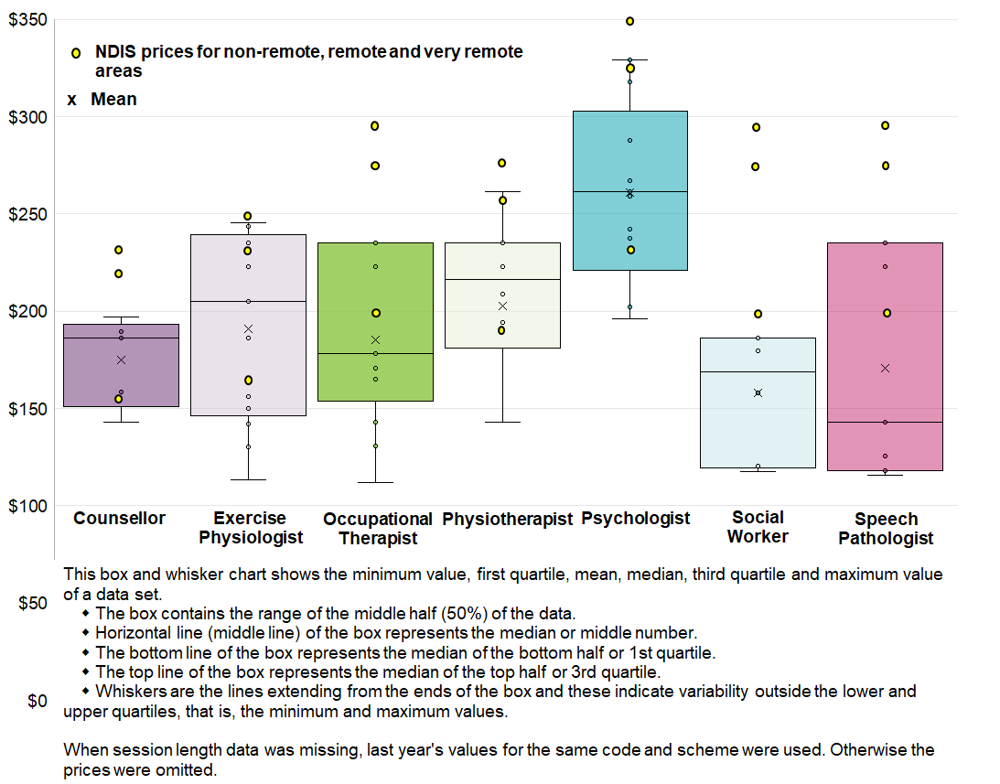 $350
NDIS prices for non-remote, remote and very remote
areas
x Mean
$300
$250
$200
$150
$100
Counsellor
Exercise
Physiologist
Occupational
Therapist
Physiotherapist
Psychologist
Social
Worker
Speech
Pathologist
This box and whisker chart shows the minimum value, first quartile, mean, median, third quartile and maximum value
of a data set.
$50
◆ The box contains the range of the middle half (50%) of the data.
◆ Horizontal line (middle line) of the box represents the median or middle number.
◆ The bottom line of the box represents the median of the bottom half or 1st quartile.
◆ The top line of the box represents the median of the top half or 3rd quartile.
◆ Whiskers are the lines extending from the ends of the box and these indicate variability outside the lower and
$0
upper quartiles, that is, the minimum and maximum values.
When session length data was missing, last year's values for the same code and scheme were used. Otherwise the
prices were omitted.